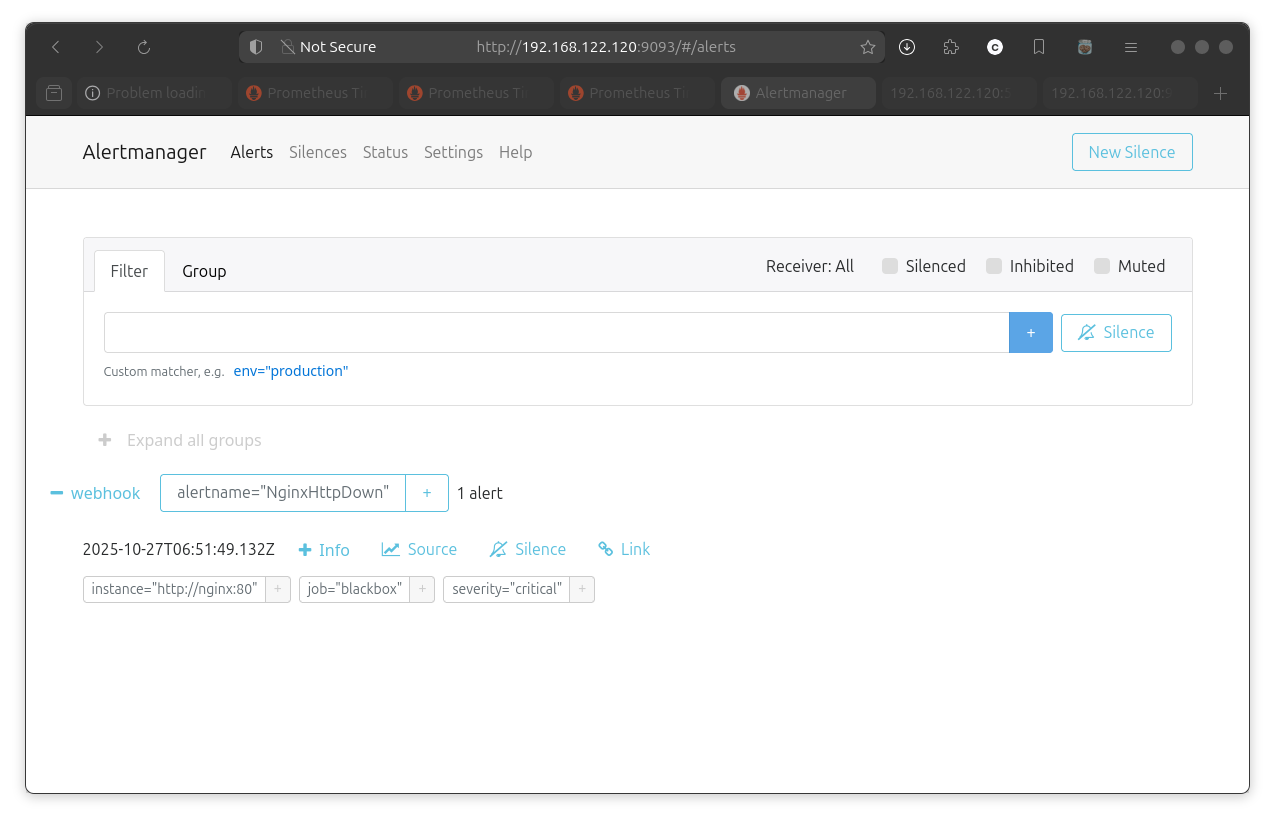 Not Secure http://192.168.122.120:9093/#/alerts
Problem loadin Prometheus Ti Prometheus Ti Prometheus Ti Alertmanager 192.168.122.120: 192.168.122.120:
Alertmanager Alerts Silences Status Settings Help New Silence
Filter Group Receiver: All Silenced Inhibited Muted
+ Silence
Custom matcher, e.g. env="production"
+ Expand all groups
− webhook alertname="NginxHttpDown" + 1 alert
2025-10-27T06:51:49.132Z + Info Source Silence Link
instance="http://nginx:80" + job="blackbox" + severity="critical" +